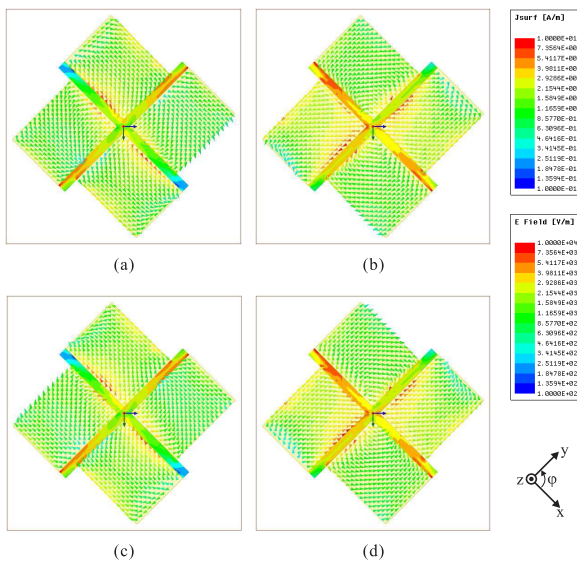 (a)
(b)
(c)
(d)
Jsurf [A/m]
1.0000E+01
7.3564E+00
5.4117E+00
3.9811E+00
2.9286E+00
2.1544E+00
1.5849E+00
1.1659E+00
8.5770E-01
6.3096E-01
4.6416E-01
3.4145E-01
2.5119E-01
1.8478E-01
1.3594E-01
1.0000E-01
E Field [V/m]
1.0000E+04
7.3564E+03
5.4117E+03
3.9811E+03
2.9286E+03
2.1544E+03
1.5849E+03
1.1659E+03
8.5770E+02
6.3096E+02
4.6416E+02
3.4145E+02
2.5119E+02
1.8478E+02
1.3594E+02
1.0000E+02
y
z φ
x